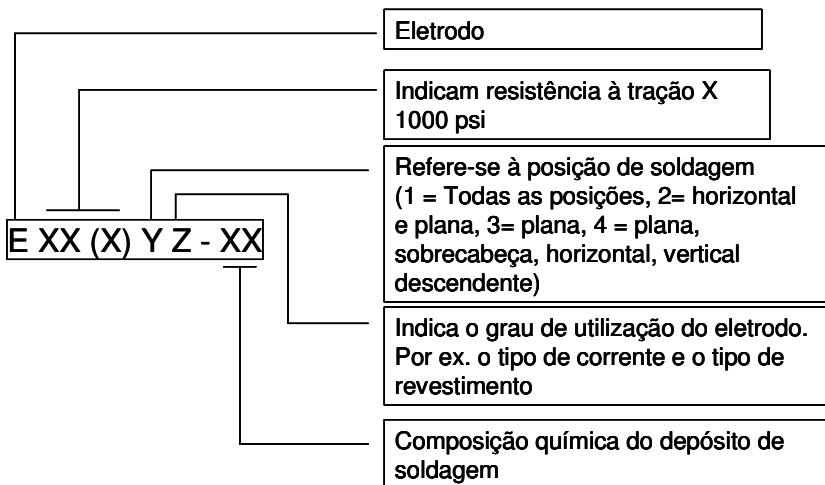 Eletrodo
Indicam resistência à tração X
1000 psi
Refere-se à posição de soldagem
(1 = Todas as posições, 2= horizontal
e plana, 3= plana, 4 = plana,
sobrecabeça, horizontal, vertical
descendente)
E XX (X) Y Z - XX
Indica o grau de utilização do eletrodo.
Por ex. o tipo de corrente e o tipo de
revestimento
Composição química do depósito de
soldagem